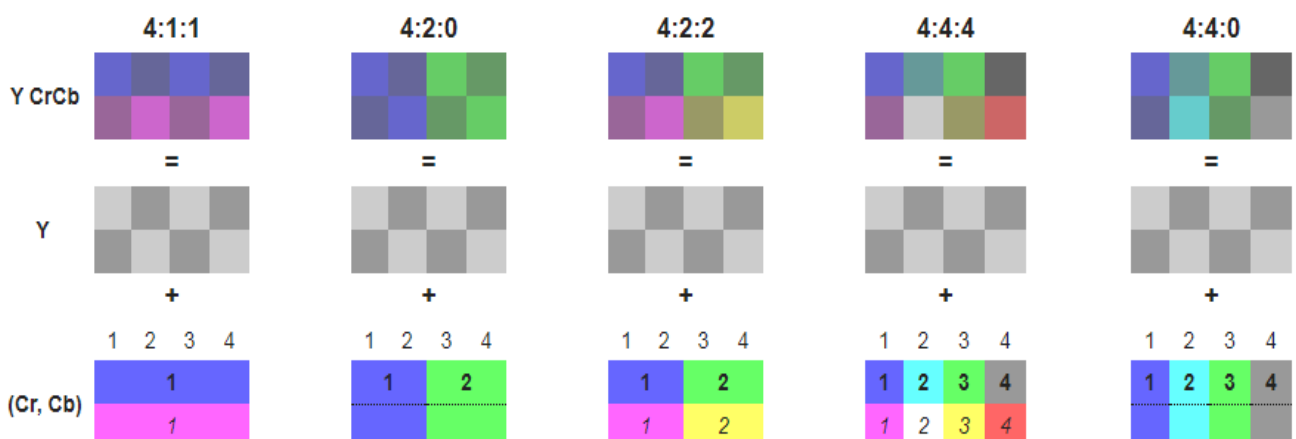 4:1:1 4:2:0 4:2:2 4:4:4 4:4:0
Y CrCb
= = = = =
Y
+ + + + +
1 2 3 4 1 2 3 4 1 2 3 4 1 2 3 4 1 2 3 4
1 1 2 1 2 1 2 3 4 1 2 3 4
(Cr, Cb)
1 1 2 1 2 3 4